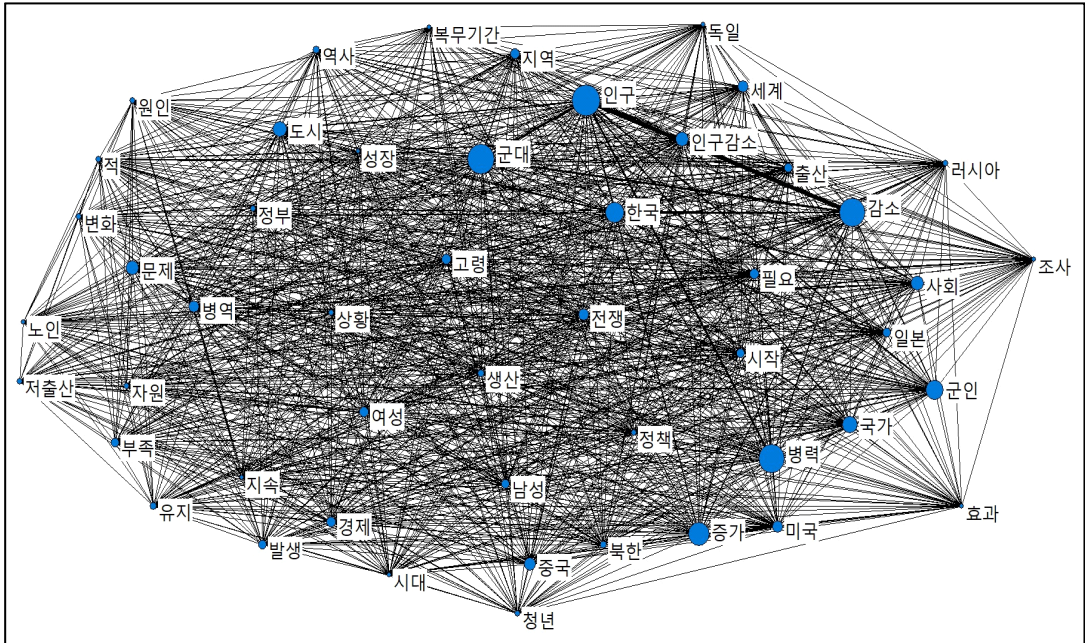 복무기간
독일
역사
지역
세계
원인
인구
도시
인구감소
성장
군대
적
출산
러시아
정부
한국
감소
변화
고령
조사
문제
필요
사회
병역
상황
전쟁
노인
일본
시작
저출산
자원
생산
군인
여성
국가
부족
정책
병력
지속
남성
유지
경제
효과
증가
미국
발생
북한
중국
시대
청년